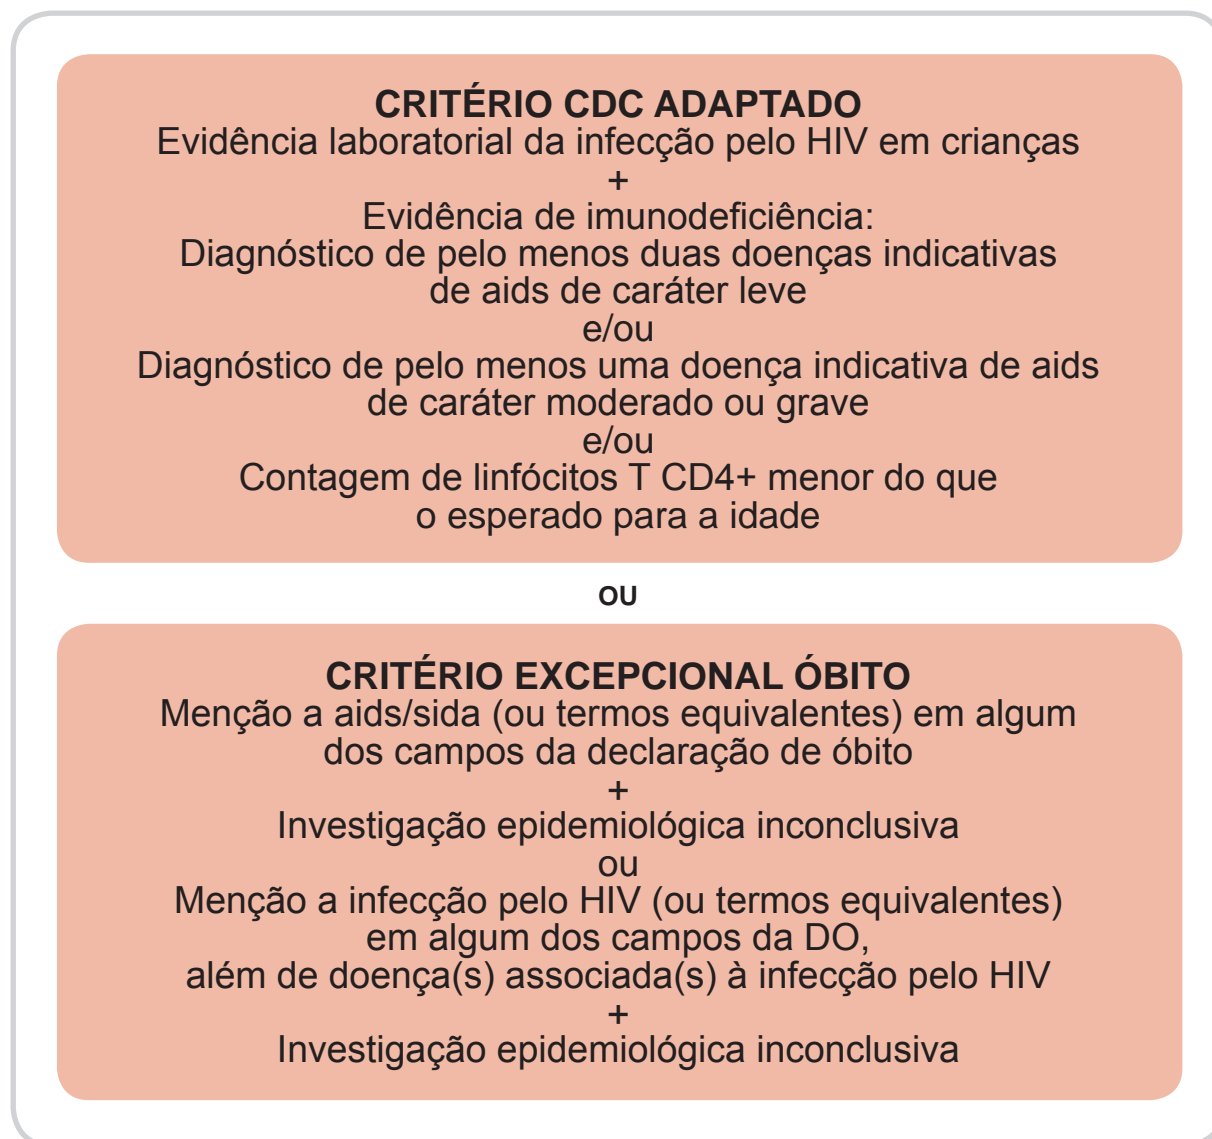 CRITÉRIO CDC ADAPTADO
Evidência laboratorial da infecção pelo HIV em crianças
+
Evidência de imunodeficiência:
Diagnóstico de pelo menos duas doenças indicativas
de aids de caráter leve
e/ou
Diagnóstico de pelo menos uma doença indicativa de aids
de caráter moderado ou grave
e/ou
Contagem de linfócitos T CD4+ menor do que
o esperado para a idade
OU
CRITÉRIO EXCEPCIONAL ÓBITO
Menção a aids/sida (ou termos equivalentes) em algum
dos campos da declaração de óbito
+
Investigação epidemiológica inconclusiva
ou
Menção a infecção pelo HIV (ou termos equivalentes)
em algum dos campos da DO,
além de doença(s) associada(s) à infecção pelo HIV
+
Investigação epidemiológica inconclusiva